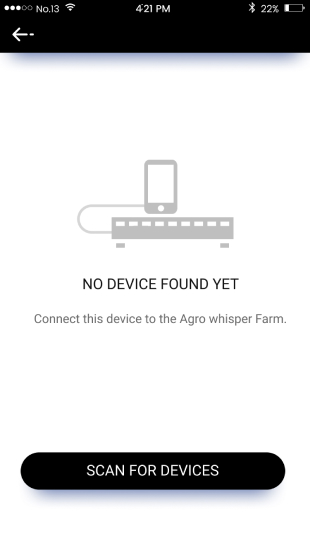 No.13 4:21 PM 22%
NO DEVICE FOUND YET
Connect this device to the Agro whisper Farm.
SCAN FOR DEVICES